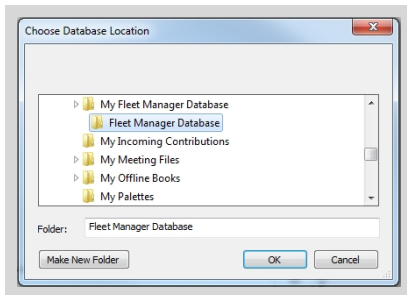 Choose Database Location
My Fleet Manager Database
Fleet Manager Database
My Incoming Contributions
My Meeting Files
My Offline Books
My Palettes
Folder: Fleet Manager Database
Make New Folder OK Cancel